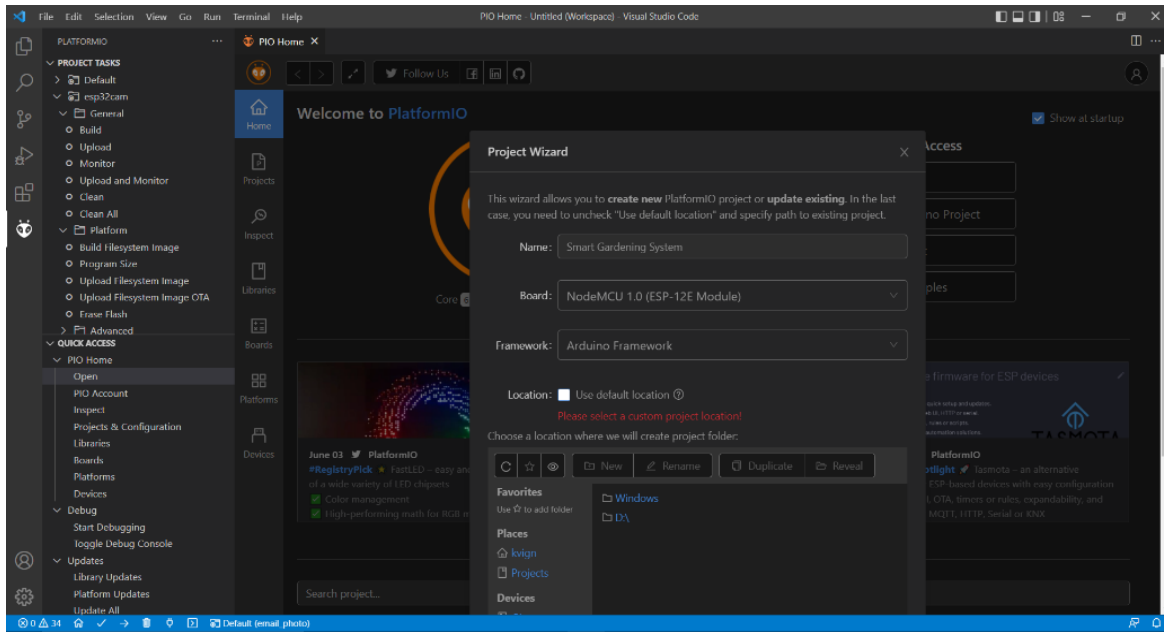 File Edit Selection View Go Run Terminal Help
PIO Home - Untitled (Workspace) - Visual Studio Code
PLATFORMIO
PROJECT TASKS
Default
esp32cam
General
Build
Upload
Monitor
Upload and Monitor
Clean
Clean All
Platform
Build Filesystem Image
Program Size
Upload Filesystem Image
Upload Filesystem Image OTA
Erase Flash
Advanced
QUICK ACCESS
PIO Home
Open
PIO Account
Inspect
Projects & Configuration
Libraries
Boards
Platforms
Devices
Debug
Start Debugging
Toggle Debug Console
Updates
Library Updates
Platform Updates
Update All
PIO Home
Follow Us
Home
Projects
Inspect
Libraries
Boards
Platforms
Devices
Welcome to PlatformIO
Show at startup
Core 6
Access
no Project
ples
Project Wizard
This wizard allows you to create new PlatformIO project or update existing. In the last
case, you need to uncheck "Use default location" and specify path to existing project.
Name: Smart Gardening System
Board: NodeMCU 1.0 (ESP-12E Module)
Framework: Arduino Framework
Location: Use default location
Please select a custom project location!
Choose a location where we will create project folder:
New Rename Duplicate Reveal
Favorites
Use to add folder
Places
kvign
Projects
Devices
Windows
D:\
June 03 PlatformIO
#RegistryPick FastLED – easy
of a wide variety of LED chipsets
Color management
High-performing math for RGB
Search project...
e firmware for ESP devices
TASMOTA
PlatformIO
otlight Tasmota – an alternative
ESP-based devices with easy configuration
I, OTA, timers or rules, expandability, and
MQTT, HTTP, Serial or KNX
0 34 Default (email photo)